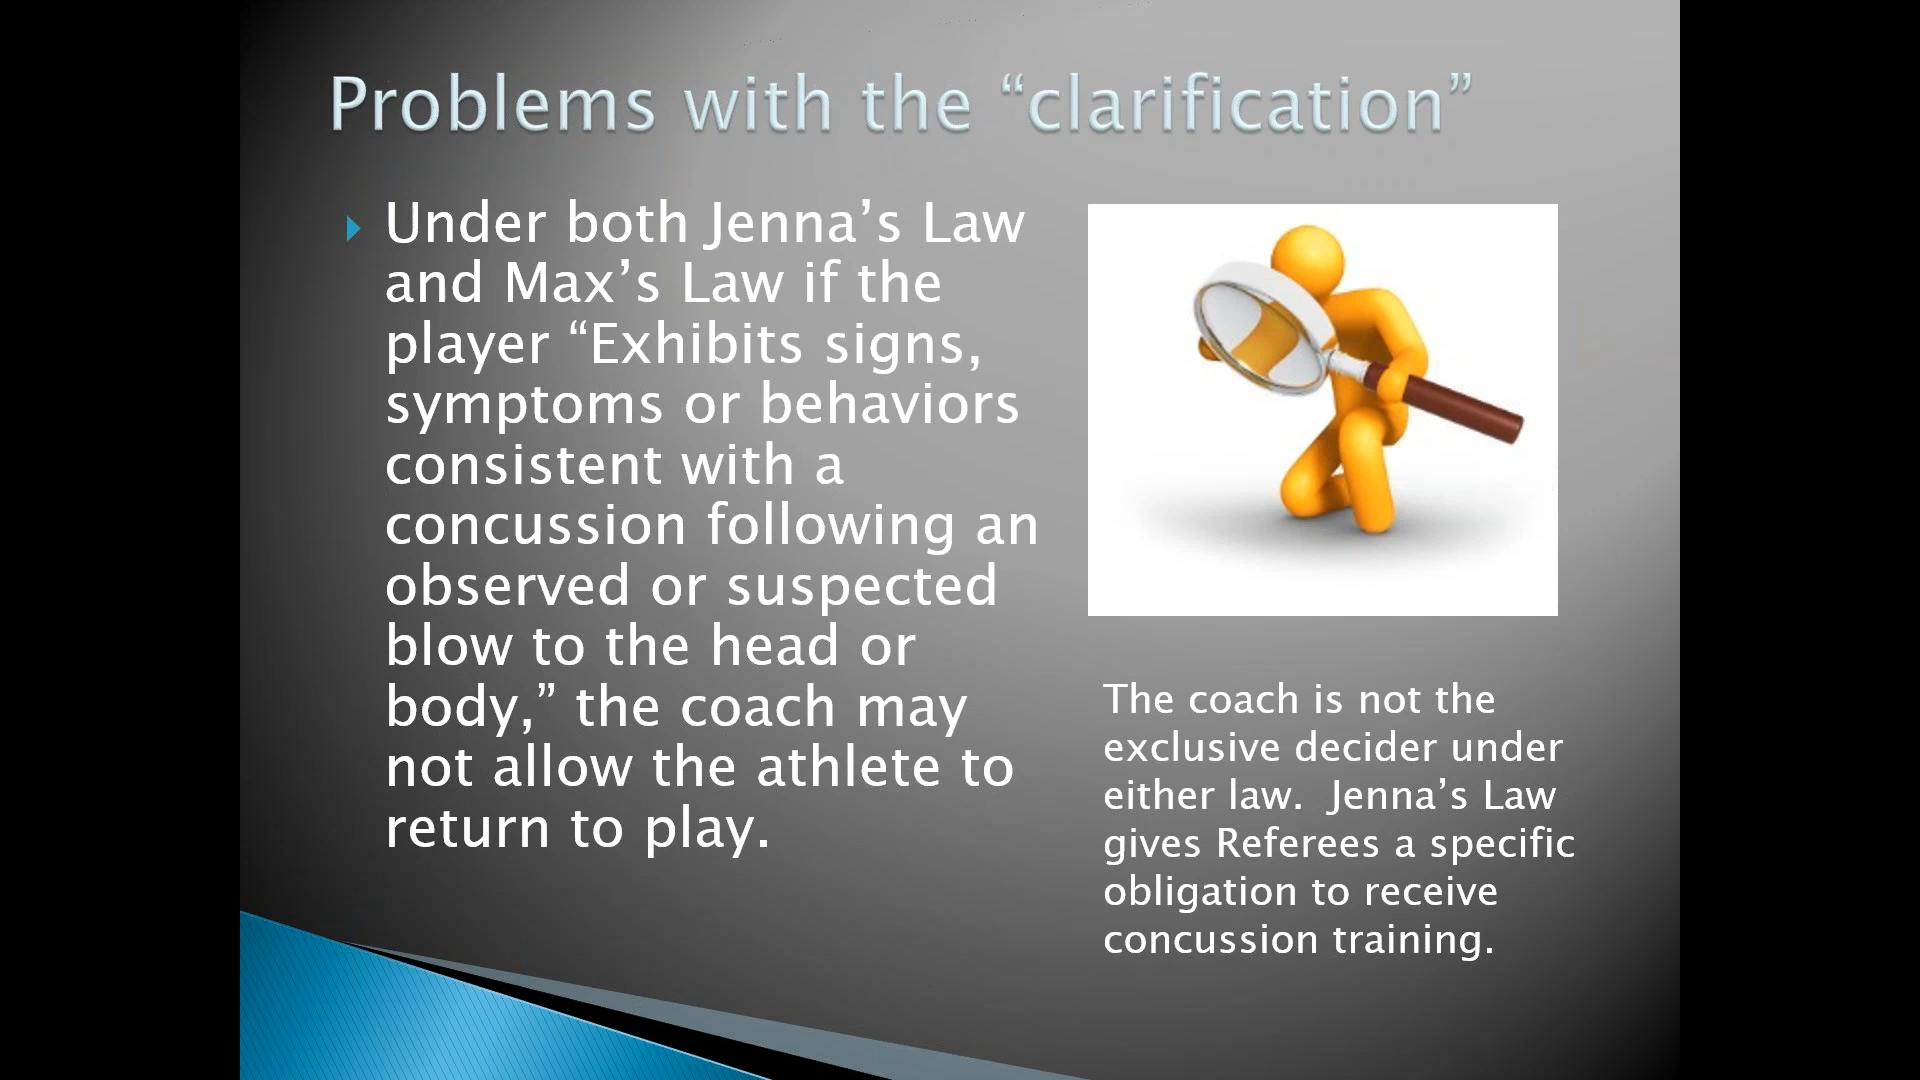 Problems with the “clarification”
Under both Jenna’s Law
and Max’s Law if the
player “Exhibits signs,
symptoms or behaviors
consistent with a
concussion following an
observed or suspected
blow to the head or
body,” the coach may
not allow the athlete to
return to play.
The coach is not the
exclusive decider under
either law.  Jenna’s Law
gives Referees a specific
obligation to receive
concussion training.